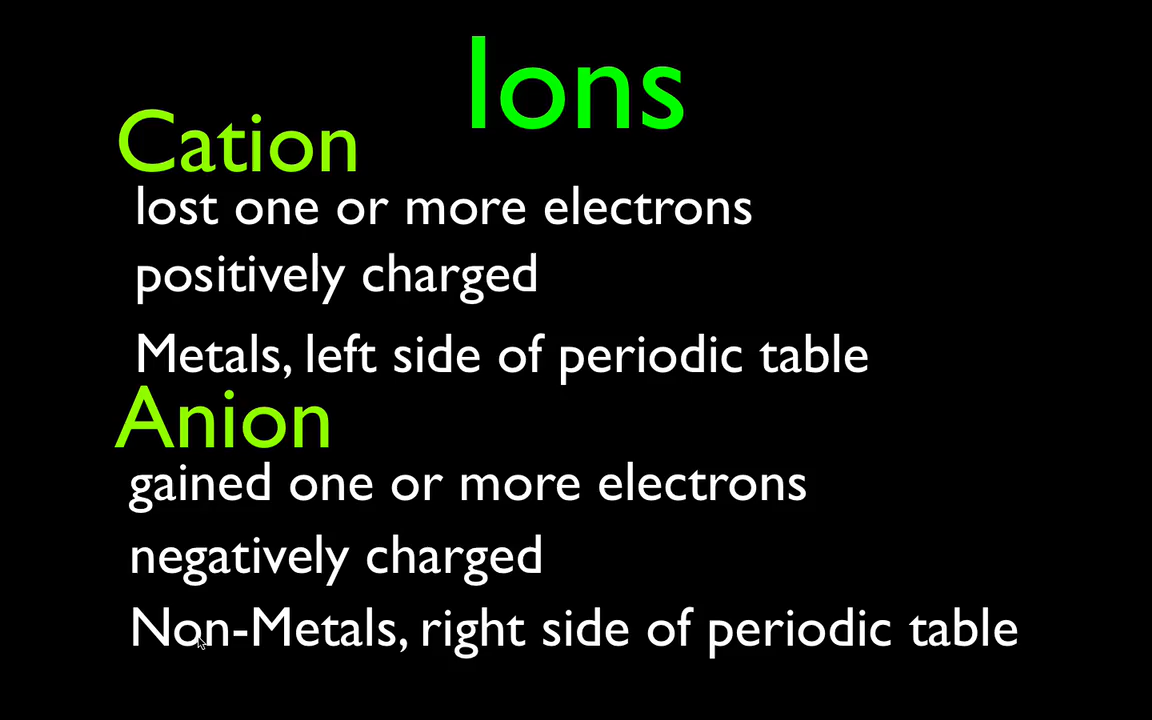 Ions
Cation
lost one or more electrons
positively charged
Metals, left side of periodic table
Anion
gained one or more electrons
negatively charged
Non-Metals, right side of periodic table